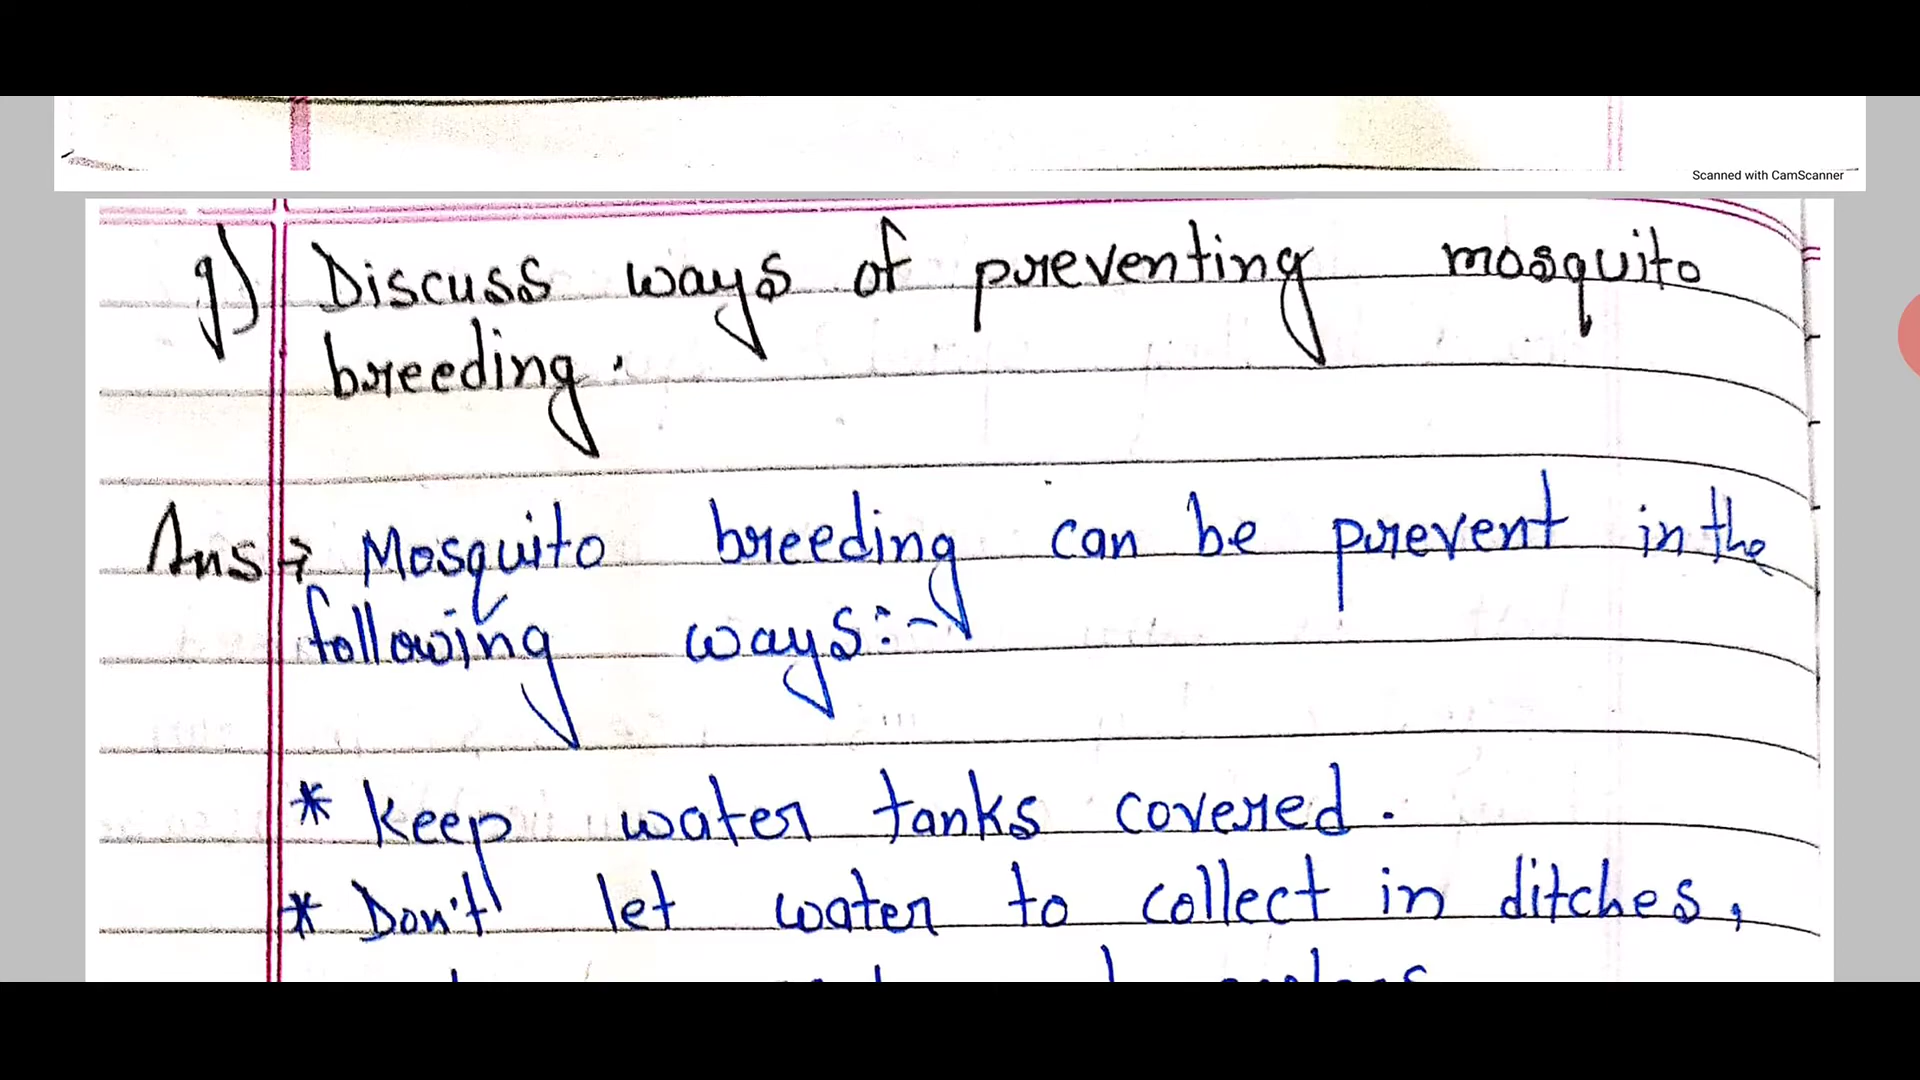 Scanned with CamScanner
g) Discuss ways of preventing mosquito
breeding.
Ans→ Mosquito breeding can be prevent in the
following ways:-
* Keep water tanks covered.
* Don't let water to collect in ditches,